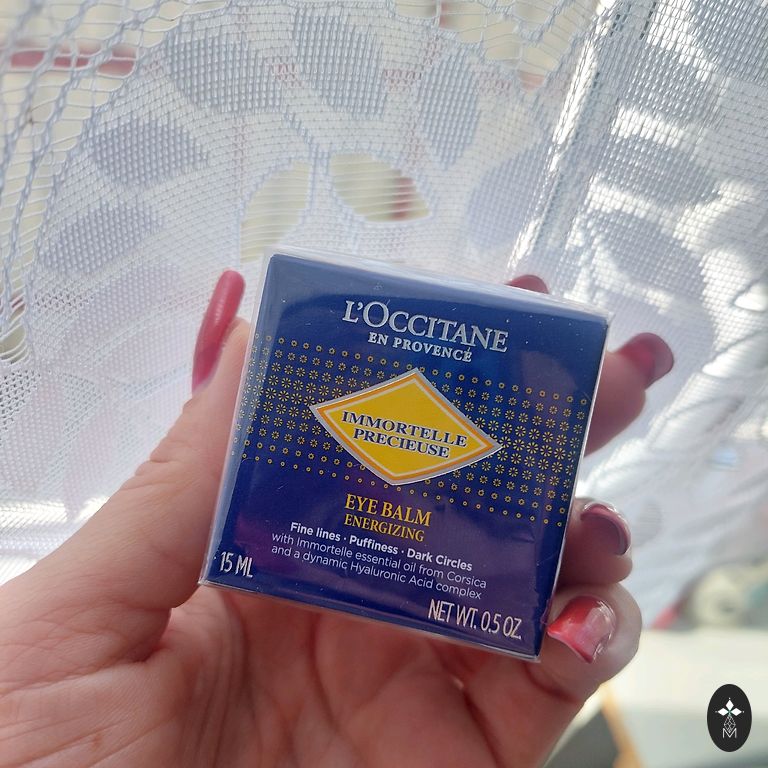 L'OCCITANE
EN PROVENCE
IMMORTELLE
PRECIEUSE
EYE BALM
ENERGIZING
Fine lines · Puffiness · Dark Circles
with Immortelle essential oil from Corsica
and a dynamic Hyaluronic Acid complex
15 ML
NET WT. 0.5 OZ
M